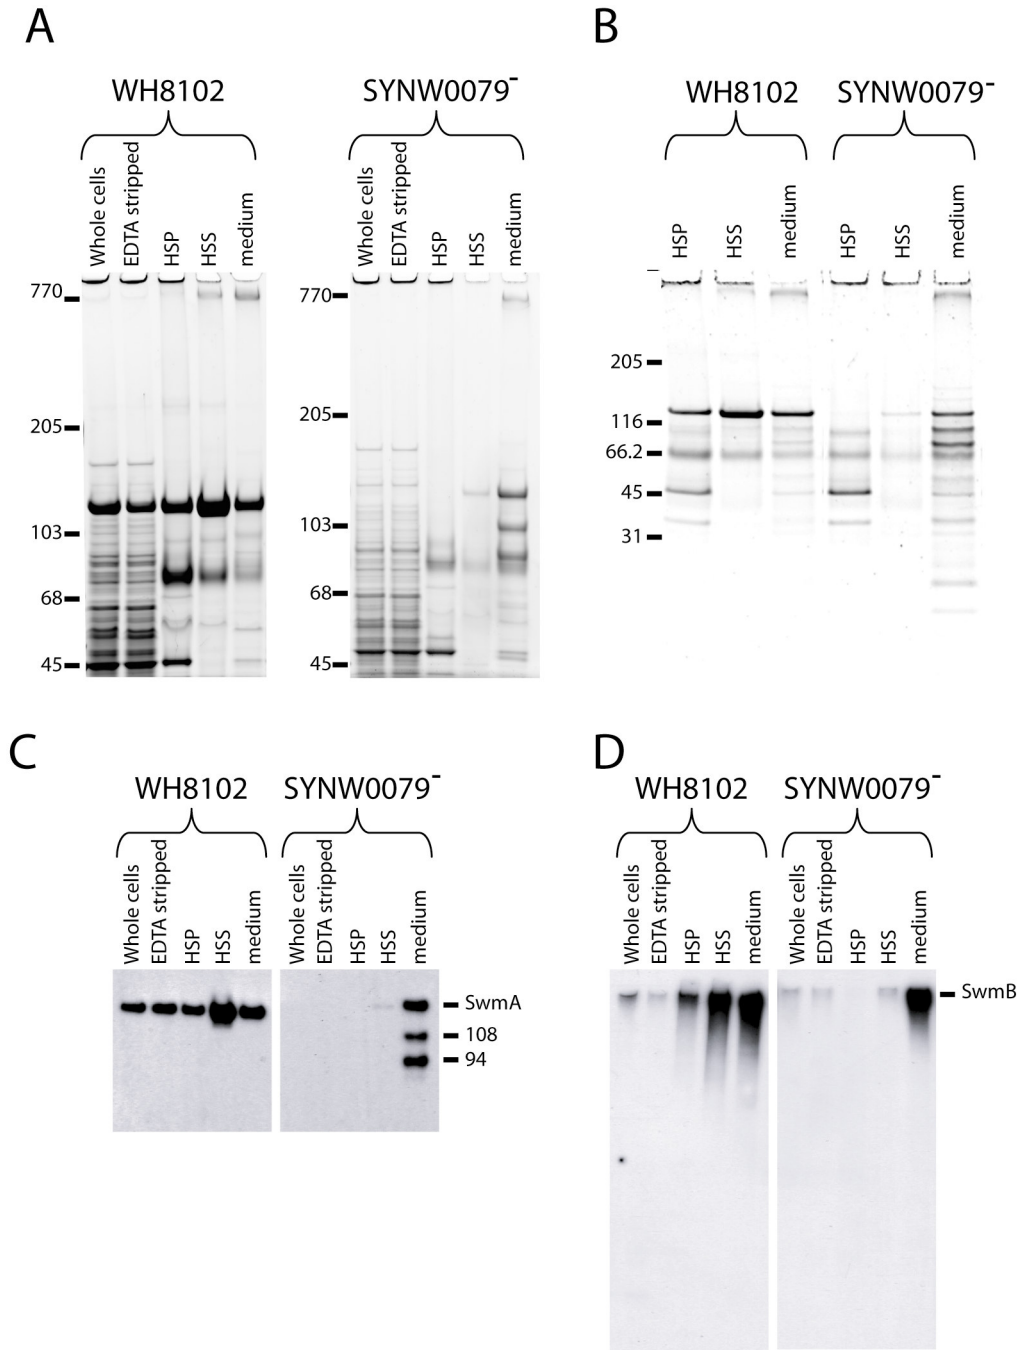 A
B
WH8102
SYNW0079⁻
Whole cells
EDTA stripped
HSP
HSS
medium
Whole cells
EDTA stripped
HSP
HSS
medium
770
205
103
68
45
770
205
103
68
45
WH8102
SYNW0079⁻
HSP
HSS
medium
HSP
HSS
medium
205
116
66.2
45
31
C
D
WH8102
SYNW0079⁻
Whole cells
EDTA stripped
HSP
HSS
medium
Whole cells
EDTA stripped
HSP
HSS
medium
SwmA
108
94
WH8102
SYNW0079⁻
Whole cells
EDTA stripped
HSP
HSS
medium
Whole cells
EDTA stripped
HSP
HSS
medium
SwmB